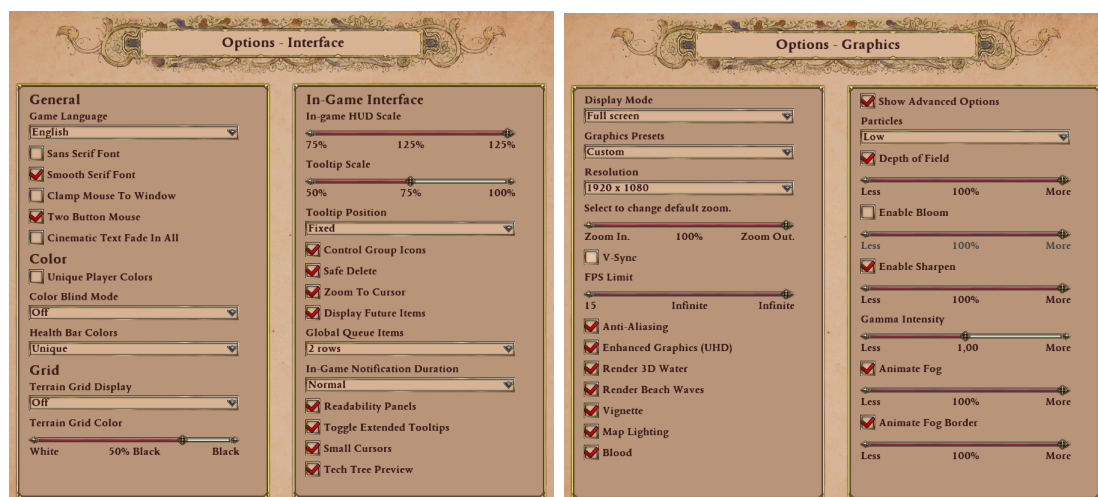 Options - Interface
General
Game Language
English
Sans Serif Font
Smooth Serif Font
Clamp Mouse To Window
Two Button Mouse
Cinematic Text Fade In All
Color
Unique Player Colors
Color Blind Mode
Off
Health Bar Colors
Unique
Grid
Terrain Grid Display
Off
Terrain Grid Color
White 50% Black Black
In-Game Interface
In-game HUD Scale
75% 125% 125%
Tooltip Scale
50% 75% 100%
Tooltip Position
Fixed
Control Group Icons
Safe Delete
Zoom To Cursor
Display Future Items
Global Queue Items
2 rows
In-Game Notification Duration
Normal
Readability Panels
Toggle Extended Tooltips
Small Cursors
Tech Tree Preview
Options - Graphics
Display Mode
Full screen
Graphics Presets
Custom
Resolution
1920 x 1080
Select to change default zoom.
Zoom In. 100% Zoom Out.
V-Sync
FPS Limit
15 Infinite Infinite
Anti-Aliasing
Enhanced Graphics (UHD)
Render 3D Water
Render Beach Waves
Vignette
Map Lighting
Blood
Show Advanced Options
Particles
Low
Depth of Field
Less 100% More
Enable Bloom
Less 100% More
Enable Sharpen
Less 100% More
Gamma Intensity
Less 1,00 More
Animate Fog
Less 100% More
Animate Fog Border
Less 100% More